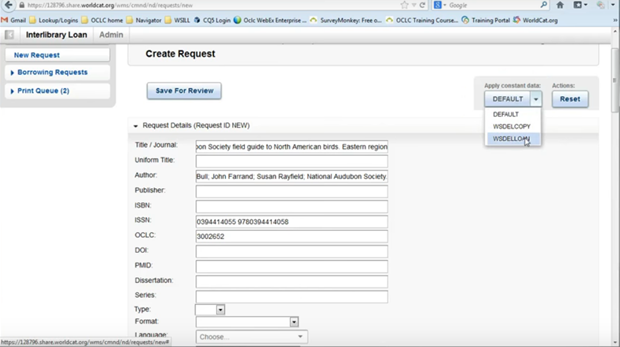 https://128796.share.worldcat.org/wms/cmnd/nd/requests/new
Google
Gmail Lookup/Logins OCLC home Navigator WSILL CQ5 Login Oclc WebEx Enterprise ... SurveyMonkey: Free o... OCLC Training Course... Training Portal WorldCat.org
Interlibrary Loan Admin
New Request
Borrowing Requests
Print Queue (2)
Create Request
Save For Review
Apply constant data: Actions:
DEFAULT Reset
DEFAULT
WSDELCOPY
WSDELLOAN
Request Details (Request ID NEW)
Title / Journal: on Society field guide to North American birds. Eastern region
Uniform Title:
Author: Bull; John Farrand; Susan Rayfield; National Audubon Society.
Publisher:
ISBN:
ISSN: 0394414055 9780394414058
OCLC: 3002652
DOI:
PMID:
Dissertation:
Series:
Type:
Format:
Language: Choose...
https://128796.share.worldcat.org/wms/cmnd/nd/requests/new#